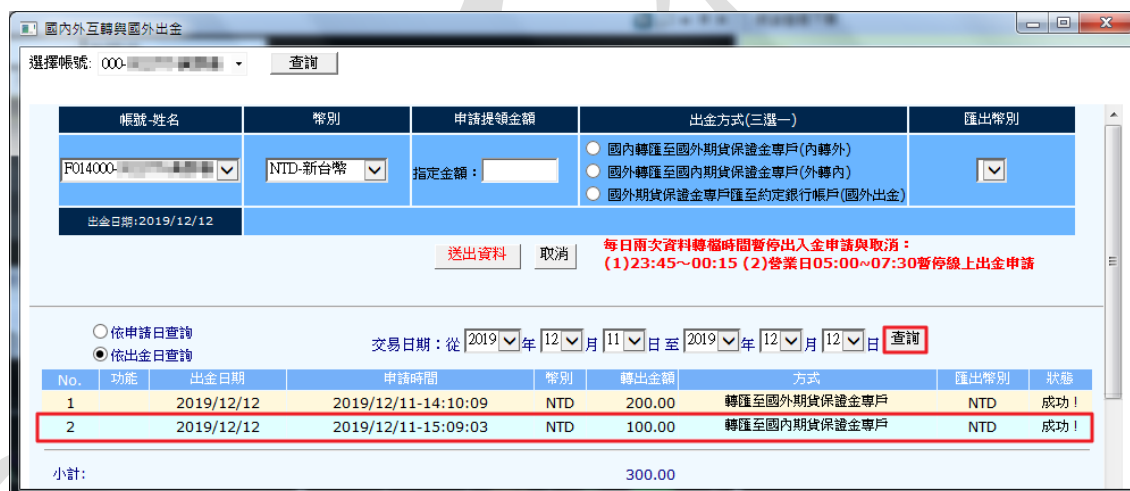 國內外互轉與國外出金
選擇帳號: 000- 查詢
帳號-姓名 幣別 申請提領金額 出金方式(三選一) 匯出幣別
F014000- NTD-新台幣 指定金額：
國內轉匯至國外期貨保證金專戶(內轉外)
國外轉匯至國內期貨保證金專戶(外轉內)
國外期貨保證金專戶匯至約定銀行帳戶(國外出金)
出金日期:2019/12/12
送出資料 取消
每日兩次資料轉檔時間暫停出入金申請與取消：
(1)23:45～00:15 (2)營業日05:00~07:30暫停線上出金申請
依申請日查詢
依出金日查詢
交易日期：從 2019 年 12 月 11 日 至 2019 年 12 月 12 日 查詢
No. 功能 出金日期 申請時間 幣別 轉出金額 方式 匯出幣別 狀態
1 2019/12/12 2019/12/11-14:10:09 NTD 200.00 轉匯至國外期貨保證金專戶 NTD 成功！
2 2019/12/12 2019/12/11-15:09:03 NTD 100.00 轉匯至國內期貨保證金專戶 NTD 成功！
小計: 300.00